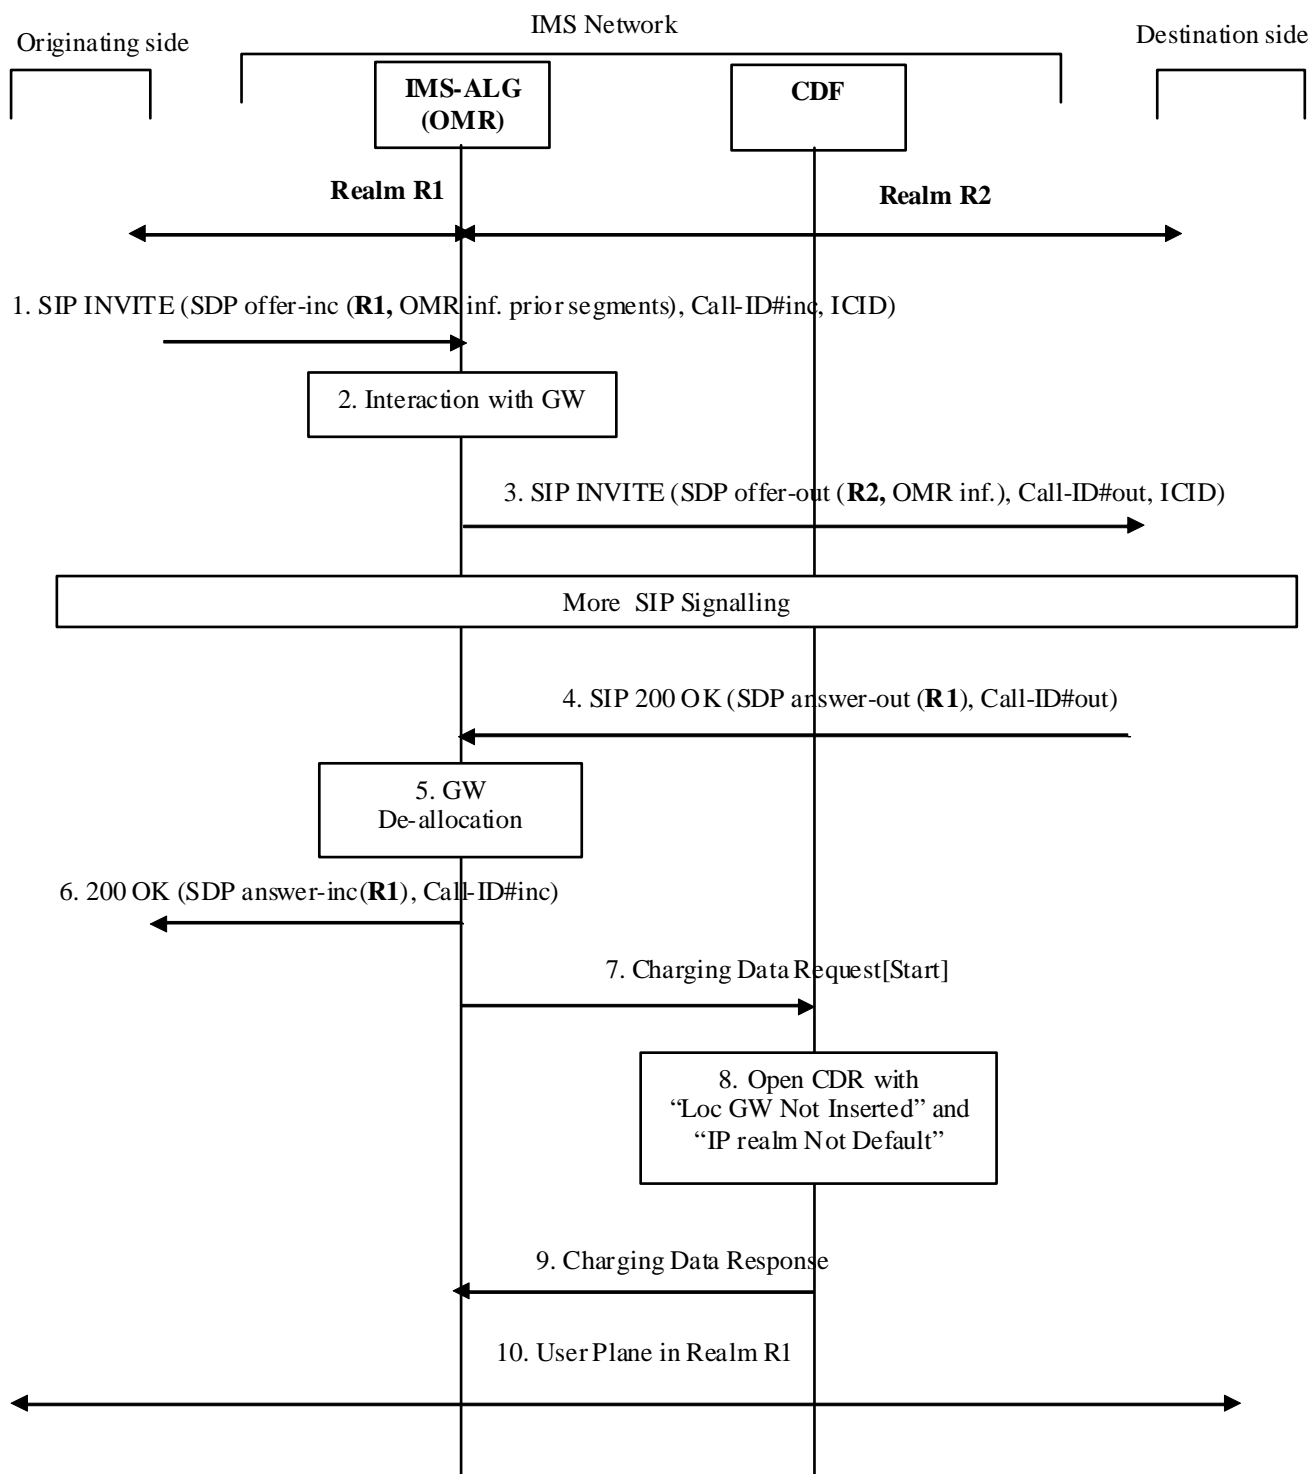 IMS Network
Originating side
Destination side
IMS-ALG
(OMR)
CDF
Realm R1
Realm R2
1. SIP INVITE (SDP offer-inc (R1, OMR inf. prior segments), Call-ID#inc, ICID)
2. Interaction with GW
3. SIP INVITE (SDP offer-out (R2, OMR inf.), Call-ID#out, ICID)
More SIP Signalling
4. SIP 200 OK (SDP answer-out (R1), Call-ID#out)
5. GW
De-allocation
6. 200 OK (SDP answer-inc(R1), Call-ID#inc)
7. Charging Data Request[Start]
8. Open CDR with
“Loc GW Not Inserted” and
“IP realm Not Default”
9. Charging Data Response
10. User Plane in Realm R1